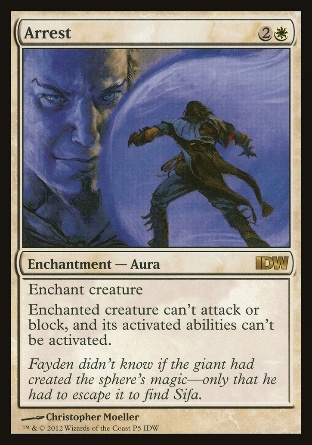 Arrest 2
Enchantment — Aura IDW
Enchant creature
Enchanted creature can't attack or
block, and its activated abilities can't
be activated.
Fayden didn't know if the giant had
created the sphere's magic—only that he
had to escape it to find Sifa.
Christopher Moeller
™ & © 2012 Wizards of the Coast P5 IDW